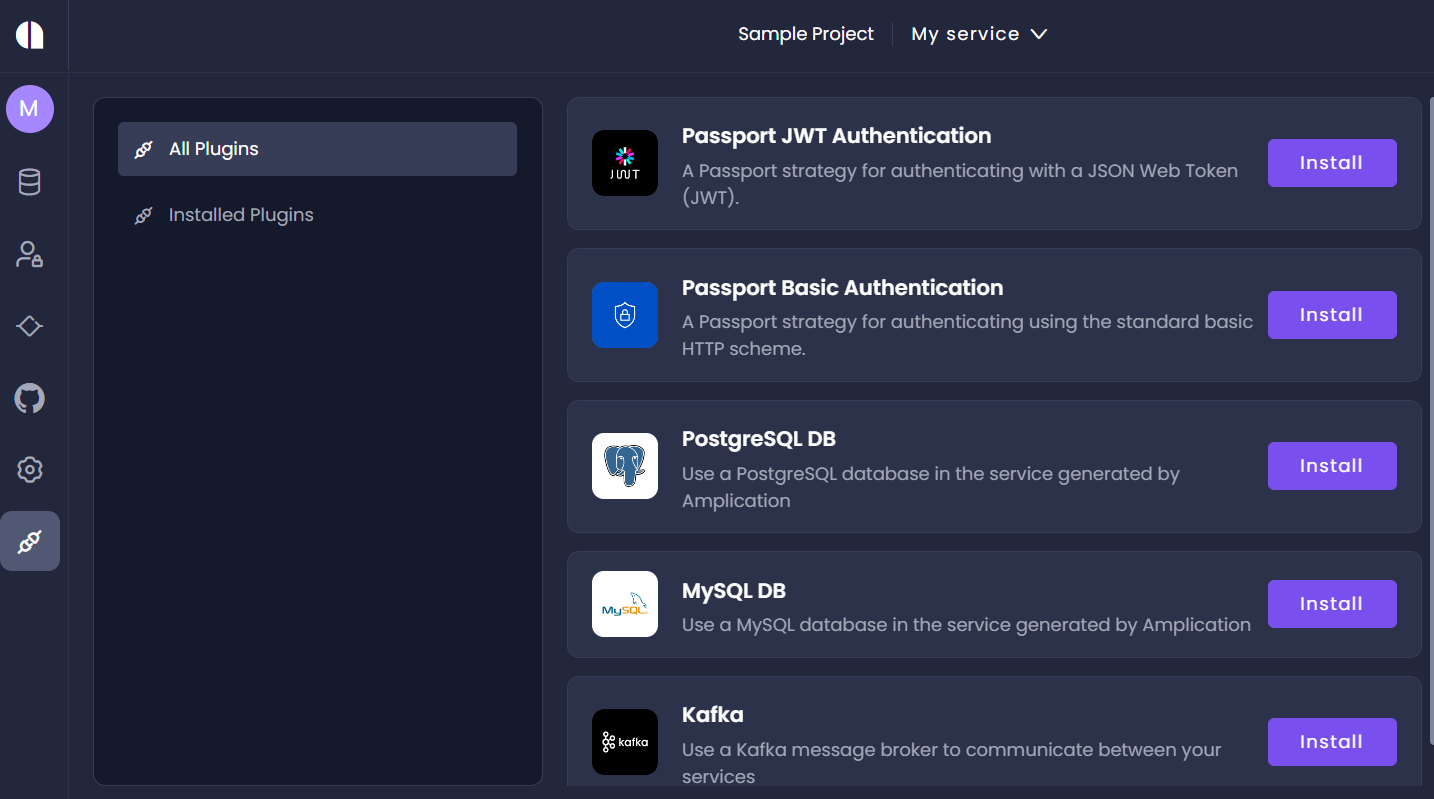 Sample Project
My service
M
All Plugins
Installed Plugins
JWT
Passport JWT Authentication
A Passport strategy for authenticating with a JSON Web Token
(JWT).
Install
Passport Basic Authentication
A Passport strategy for authenticating using the standard basic
HTTP scheme.
Install
PostgreSQL DB
Use a PostgreSQL database in the service generated by
Amplication
Install
MySQL
MySQL DB
Use a MySQL database in the service generated by Amplication
Install
kafka
Kafka
Use a Kafka message broker to communicate between your
services
Install